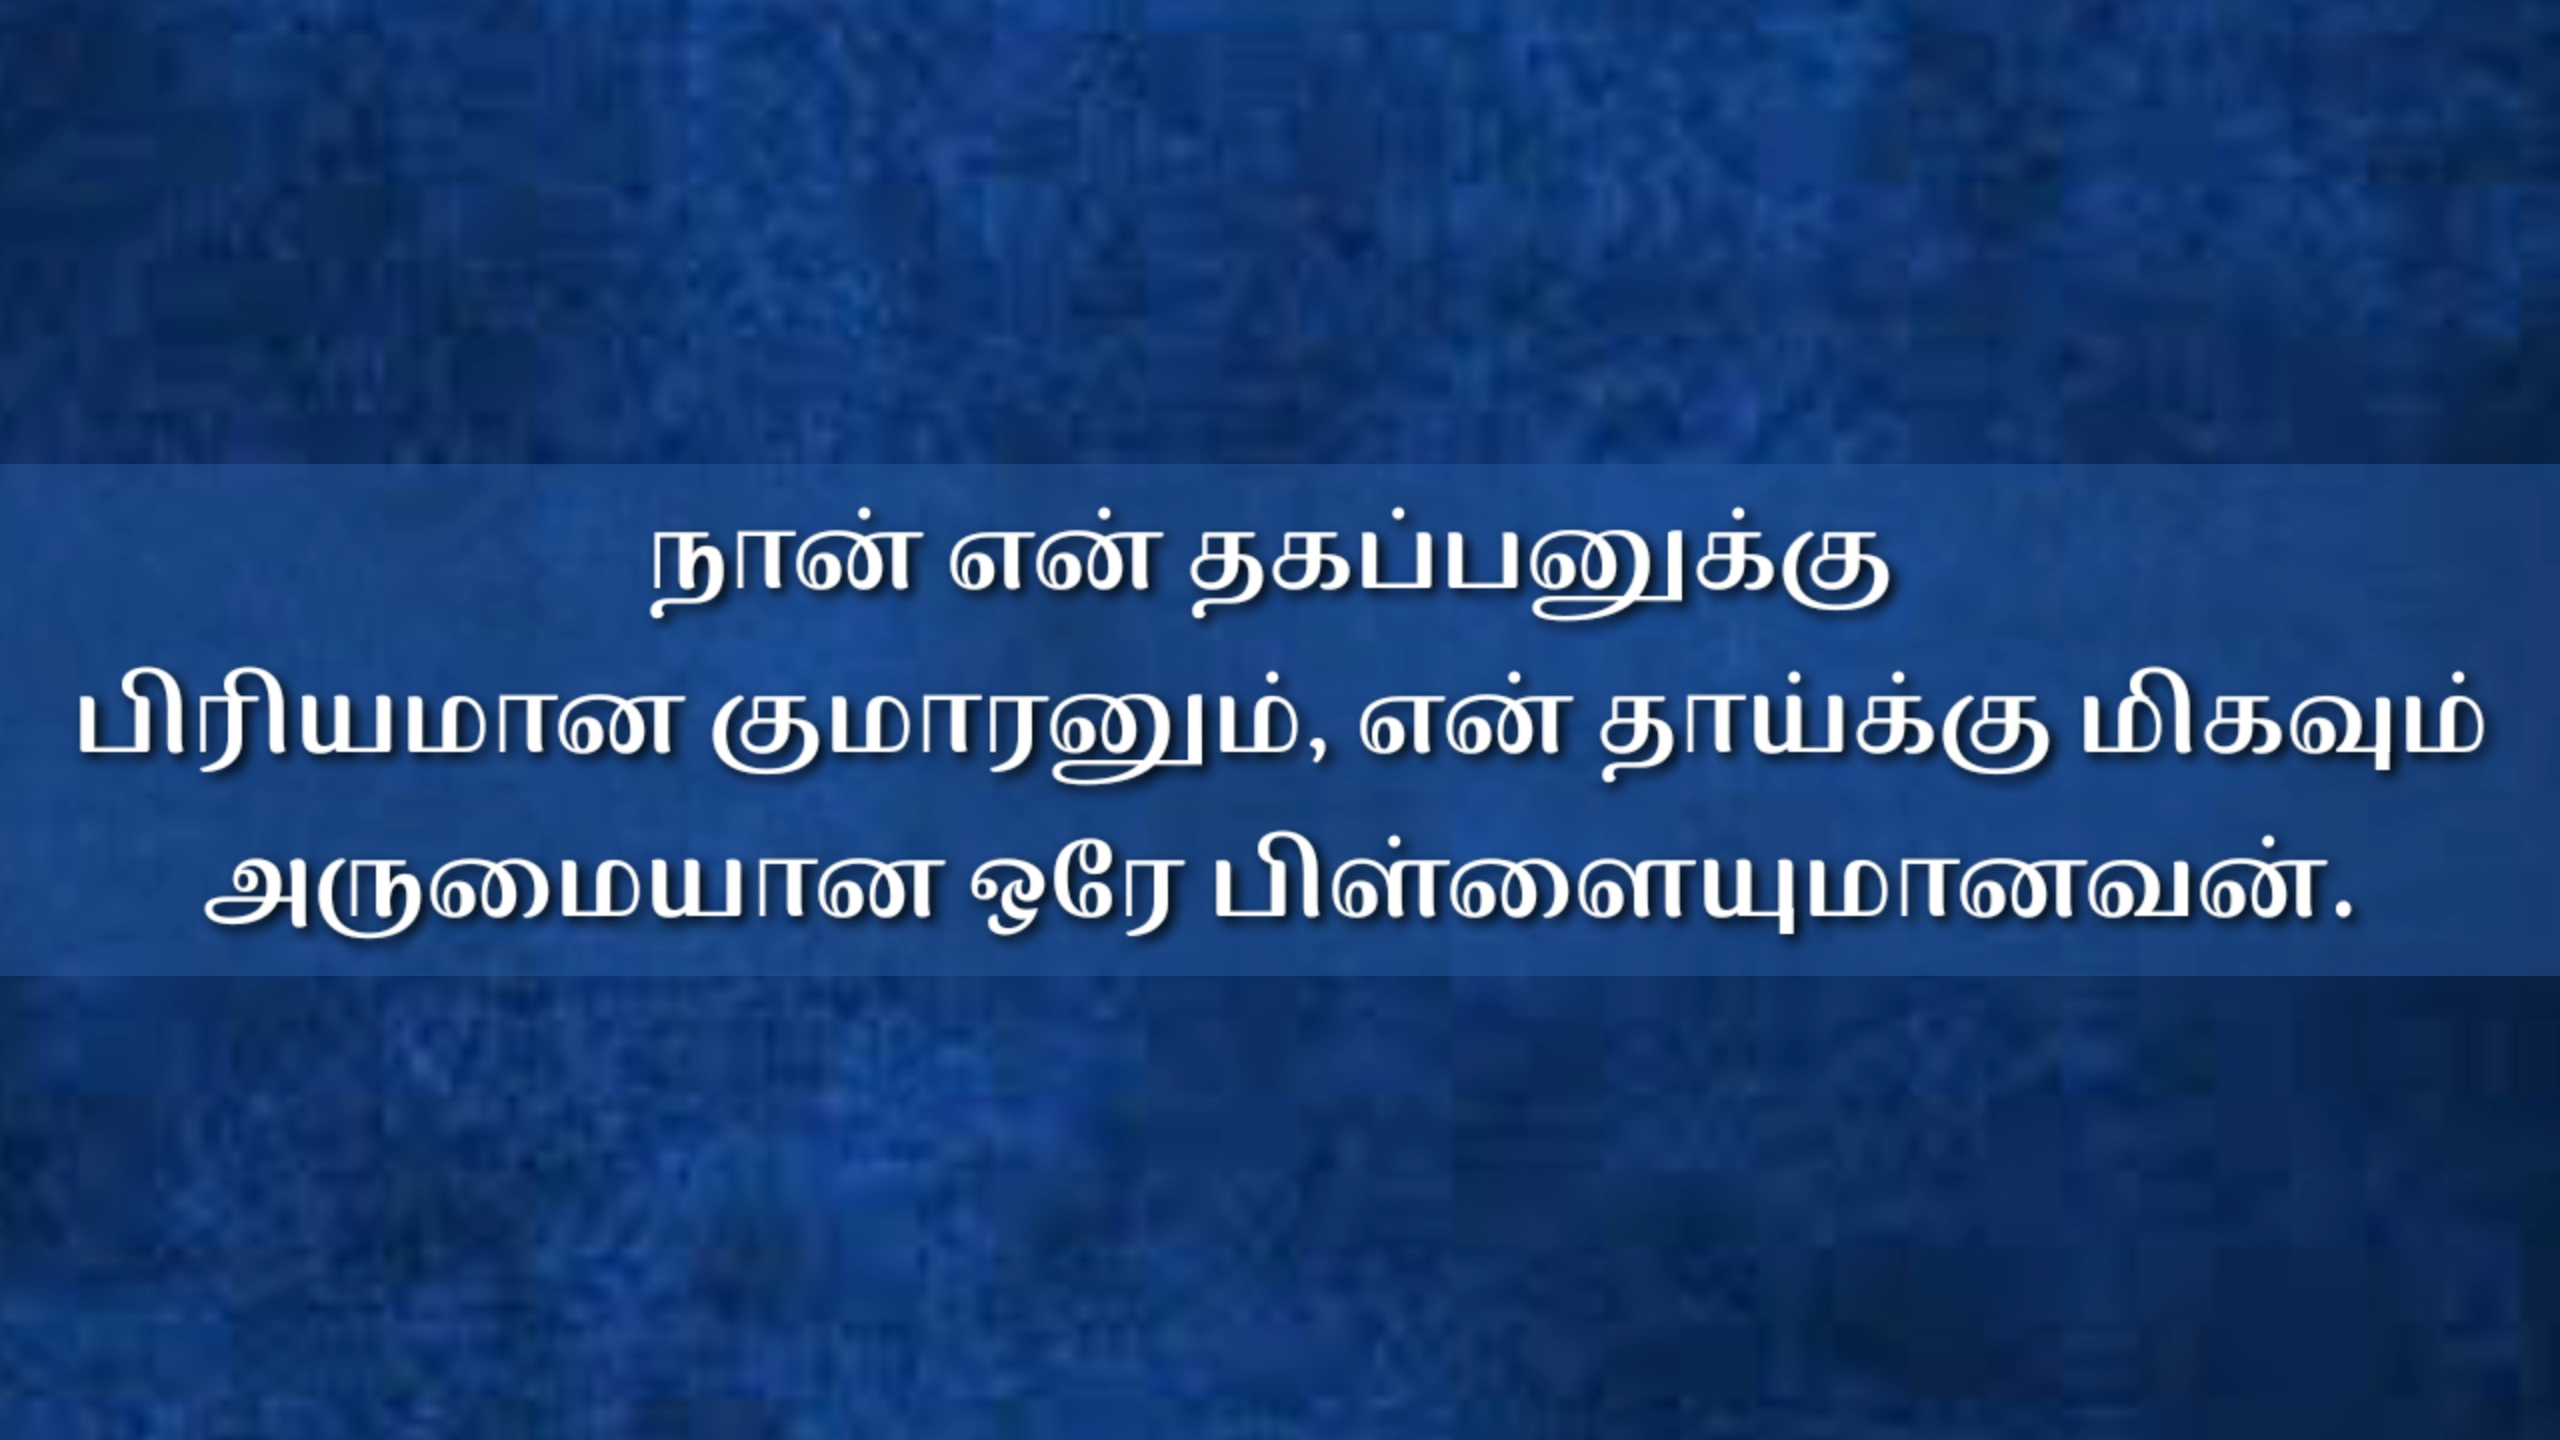 நான் என் தகப்பனுக்கு
பிரியமான குமாரனும், என் தாய்க்கு மிகவும்
அருமையான ஒரே பிள்ளையுமானவன்.